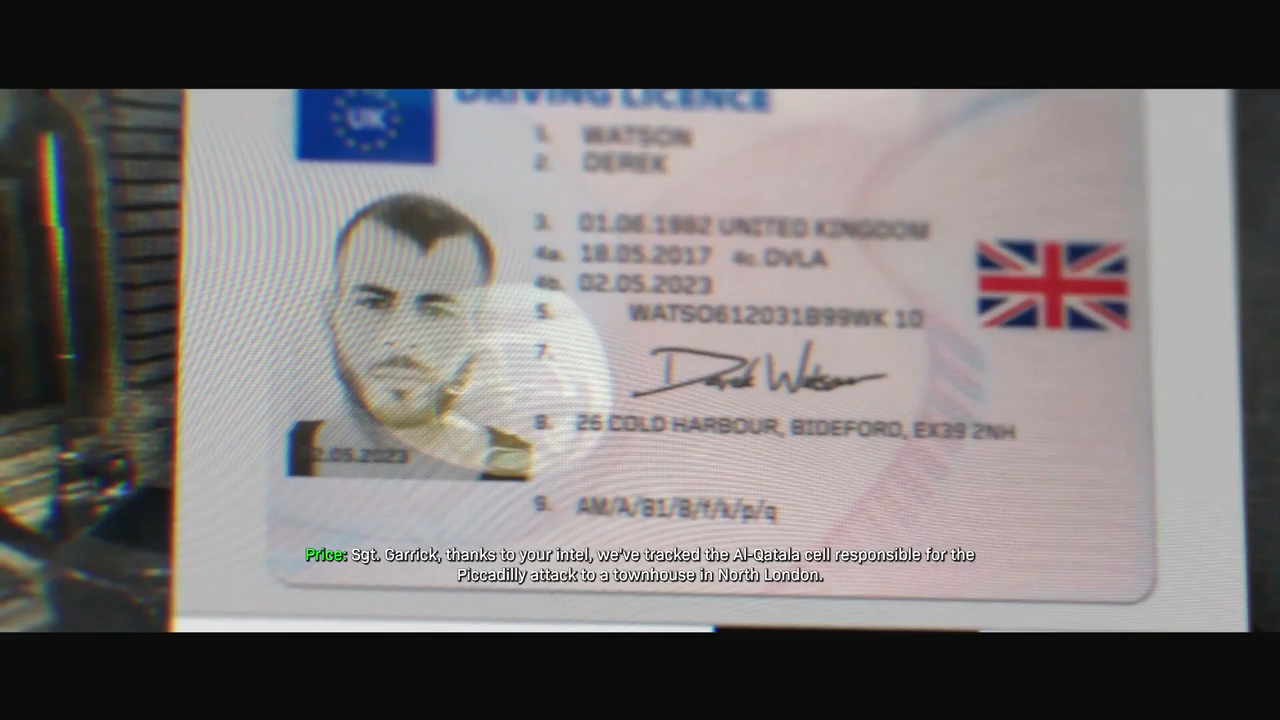 DRIVING LICENCE
UK
1. WATSON
2. DEREK
3. 01.06.1982 UNITED KINGDOM
4a. 18.05.2017 4c. DVLA
4b. 02.05.2023
5. WATSO612031B99WK 10
7. Derek Watson
8. 26 COLD HARBOUR, BIDEFORD, EX39 2NH
2.05.2023
9. AM/A/B1/B/f/k/p/q
Price: Sgt. Garrick, thanks to your intel, we've tracked the Al-Qatala cell responsible for the
Piccadilly attack to a townhouse in North London.